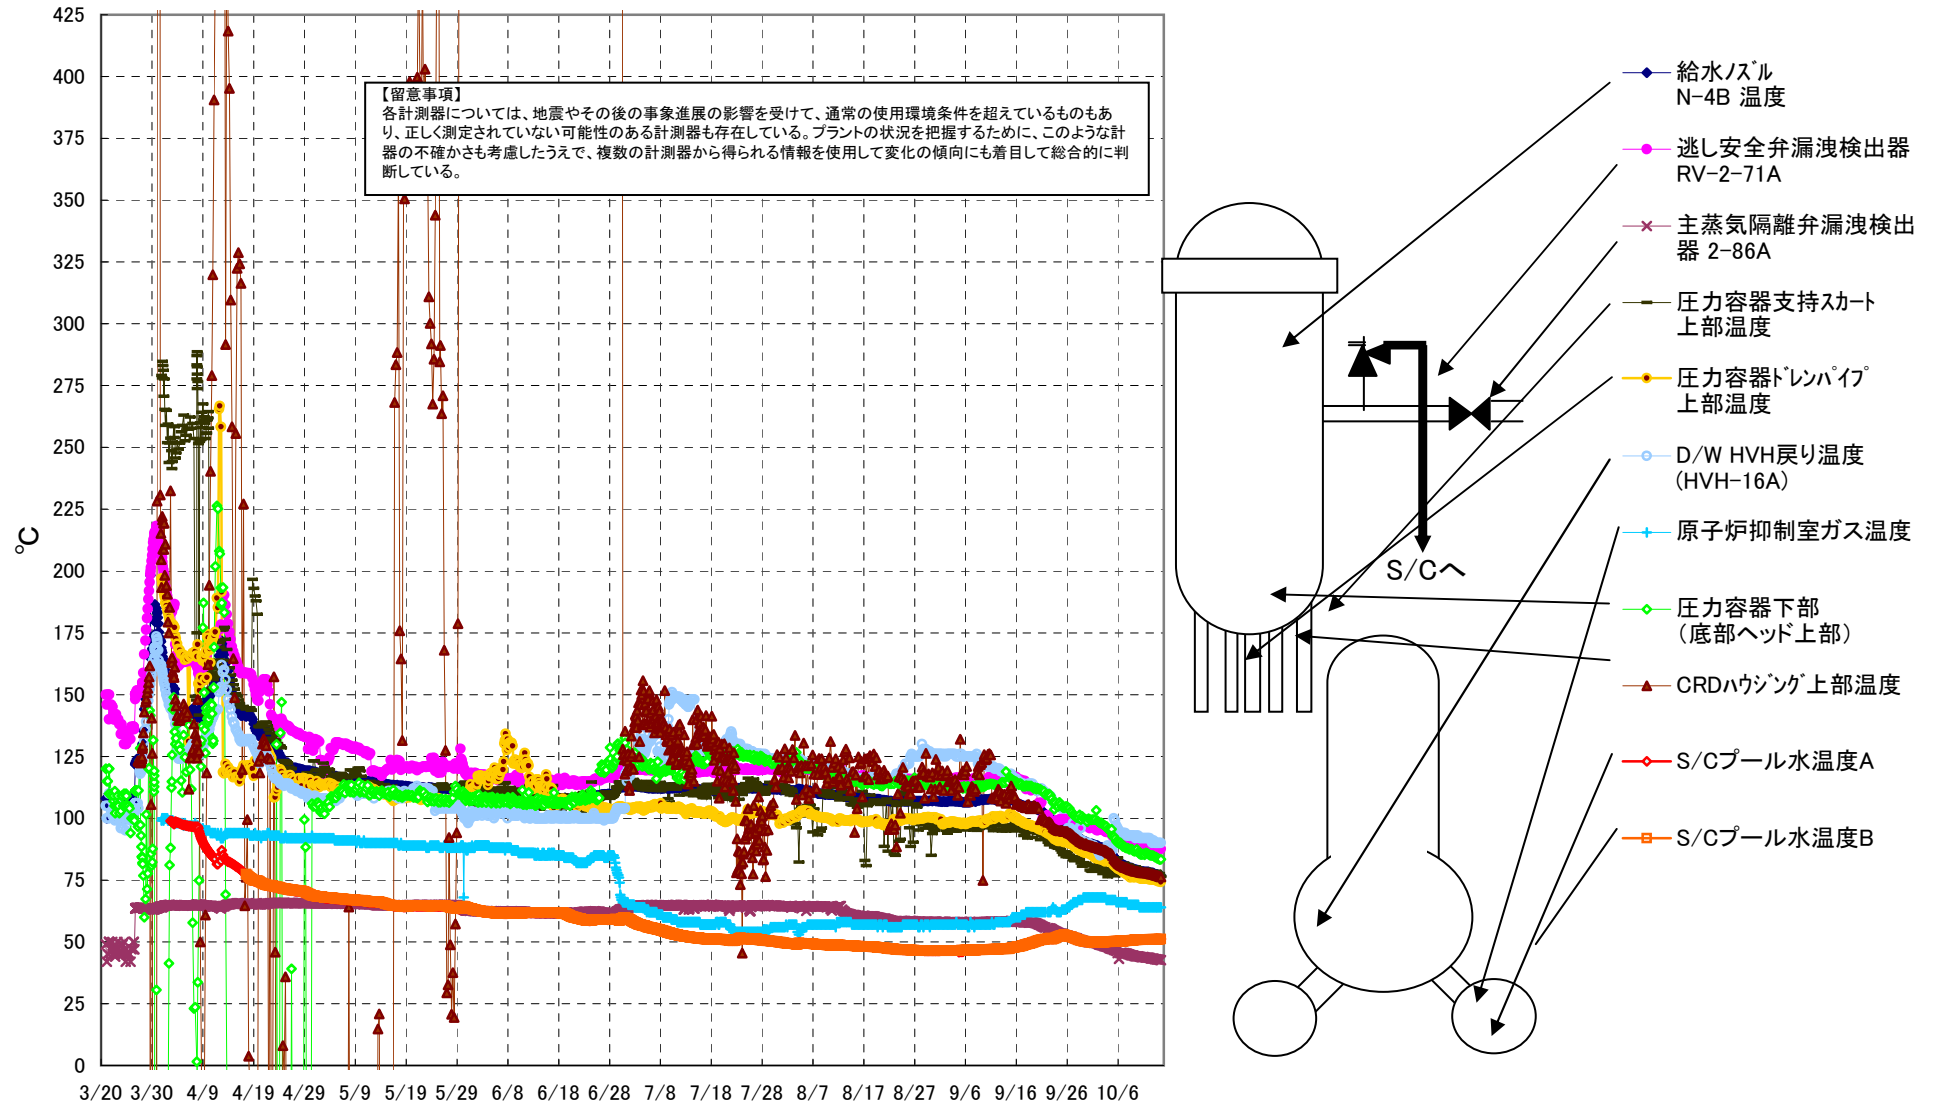 425
400
375
350
325
300
275
250
225
200
175
150
125
100
75
50
25
0
℃
3/20 3/30 4/9 4/19 4/29 5/9 5/19 5/29 6/8 6/18 6/28 7/8 7/18 7/28 8/7 8/17 8/27 9/6 9/16 9/26 10/6
【留意事項】
各計測器については、地震やその後の事象進展の影響を受けて、通常の使用環境条件を超えているものもあ
り、正しく測定されていない可能性のある計測器も存在している。プラントの状況を把握するために、このような計
器の不確かさも考慮したうえで、複数の計測器から得られる情報を使用して変化の傾向にも着目して総合的に判
断している。
S/Cへ
給水ﾉｽﾞﾙ
N-4B 温度
逃し安全弁漏洩検出器
RV-2-71A
主蒸気隔離弁漏洩検出
器 2-86A
圧力容器支持ｽｶｰﾄ
上部温度
圧力容器ﾄﾞﾚﾝﾊﾟｲﾌﾟ
上部温度
D/W HVH戻り温度
(HVH-16A)
原子炉抑制室ガス温度
圧力容器下部
（底部ヘッド上部）
CRDﾊｳｼﾞﾝｸﾞ上部温度
S/Cプール水温度A
S/Cプール水温度B